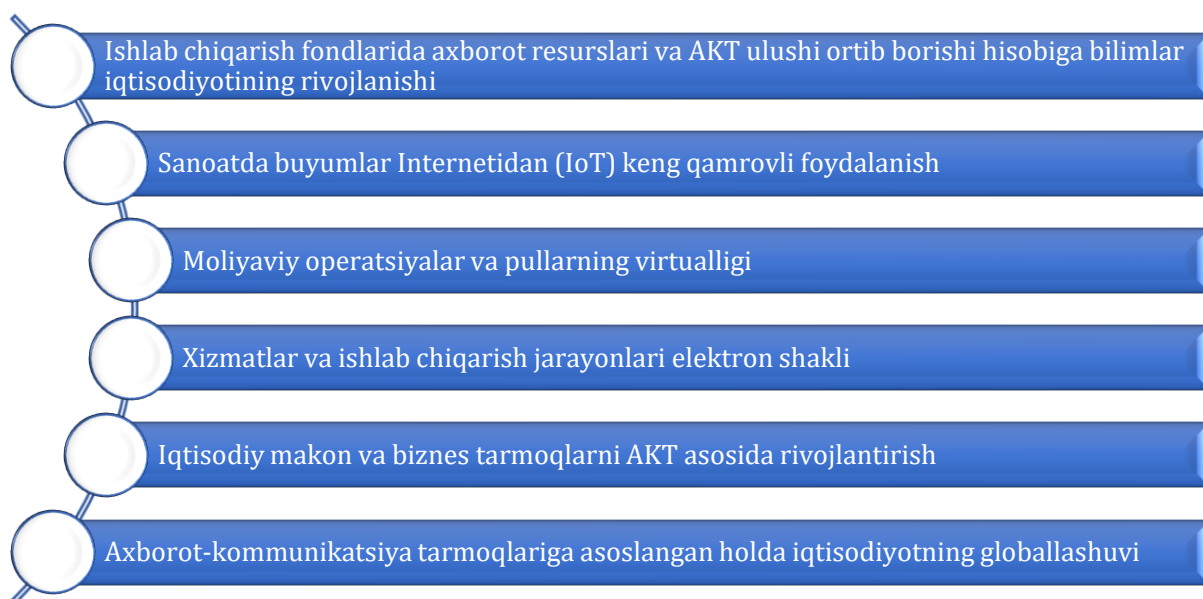 Ishlab chiqarish fondlarida axborot resurslari va AKT ulushi ortib borishi hisobiga bilimlar
iqtisodiyotining rivojlanishi
Sanoatda buyumlar Internetidan (IoT) keng qamrovli foydalanish
Moliyaviy operatsiyalar va pullarning virtualligi
Xizmatlar va ishlab chiqarish jarayonlari elektron shakli
Iqtisodiy makon va biznes tarmoqlarni AKT asosida rivojlantirish
Axborot-kommunikatsiya tarmoqlariga asoslangan holda iqtisodiyotning globallashuvi